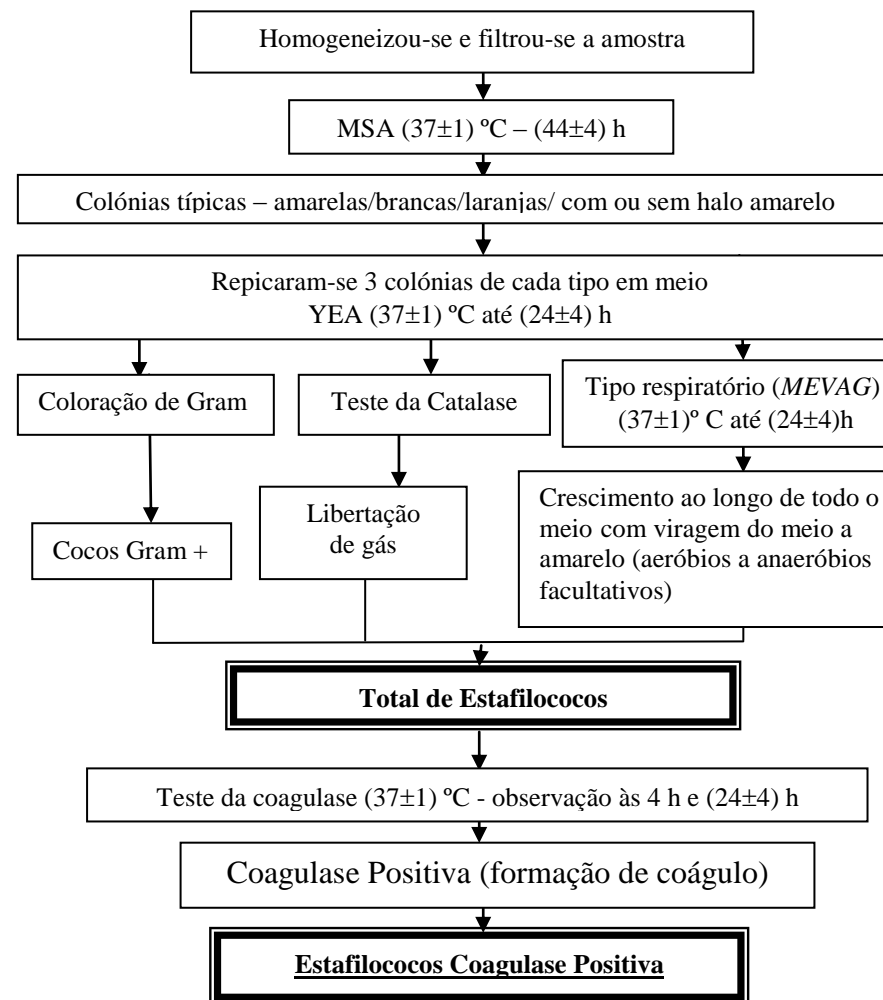 Homogeneizou-se e filtrou-se a amostra
MSA (37±1) ºC – (44±4) h
Colónias típicas – amarelas/brancas/laranjas/ com ou sem halo amarelo
Repicaram-se 3 colónias de cada tipo em meio
YEA (37±1) ºC até (24±4) h
Coloração de Gram
Teste da Catalase
Tipo respiratório (MEVAG)
(37±1)º C até (24±4)h
Cocos Gram +
Libertação
de gás
Crescimento ao longo de todo o
meio com viragem do meio a
amarelo (aeróbios a anaeróbios
facultativos)
Total de Estafilococos
Teste da coagulase (37±1) ºC - observação às 4 h e (24±4) h
Coagulase Positiva (formação de coágulo)
Estafilococos Coagulase Positiva